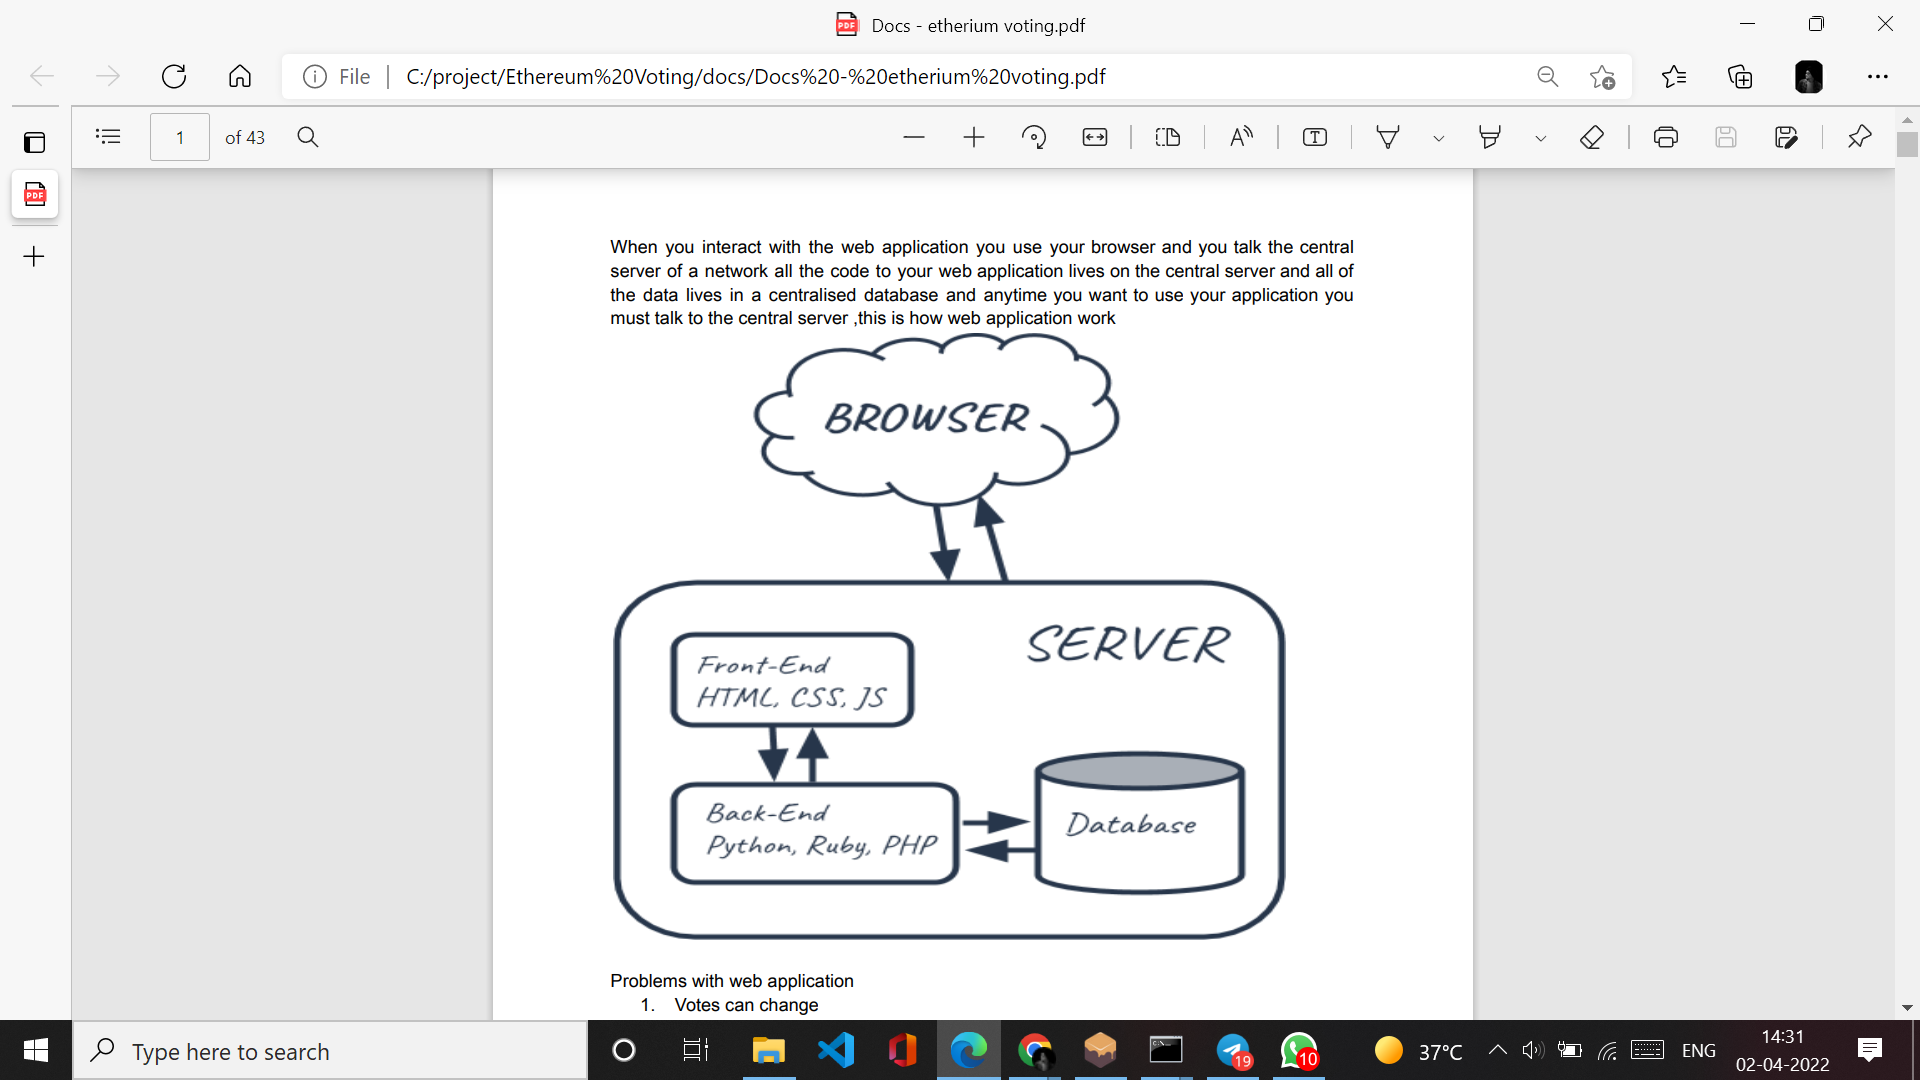 Docs - etherium voting.pdf
File
C:/project/Ethereum%20Voting/docs/Docs%20-%20etherium%20voting.pdf
1 of 43
When you interact with the web application you use your browser and you talk the central
server of a network all the code to your web application lives on the central server and all of
the data lives in a centralised database and anytime you want to use your application you
must talk to the central server ,this is how web application work
BROWSER
SERVER
Front-End
HTML, CSS, JS
Back-End
Python, Ruby, PHP
Database
Problems with web application
1. Votes can change
Type here to search
19
10
37°C
ENG
14:31
02-04-2022